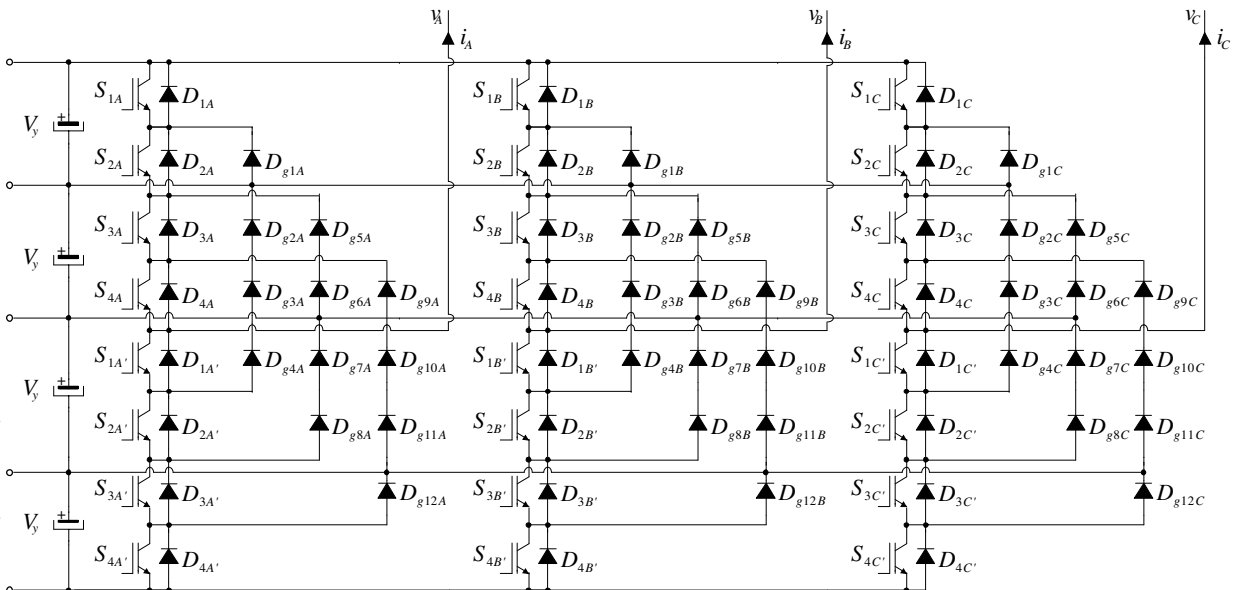 v_A v_B v_C
i_A i_B i_C
S_1A D_1A S_1B D_1B S_1C D_1C
V_y + 
S_2A D_2A D_g1A S_2B D_2B D_g1B S_2C D_2C D_g1C
S_3A D_3A D_g2A D_g5A S_3B D_3B D_g2B D_g5B S_3C D_3C D_g2C D_g5C
V_y +
S_4A D_4A D_g3A D_g6A D_g9A S_4B D_4B D_g3B D_g6B D_g9B S_4C D_4C D_g3C D_g6C D_g9C
S_1A' D_1A' D_g4A D_g7A D_g10A S_1B' D_1B' D_g4B D_g7B D_g10B S_1C' D_1C' D_g4C D_g7C D_g10C
V_y +
S_2A' D_2A' D_g8A D_g11A S_2B' D_2B' D_g8B D_g11B S_2C' D_2C' D_g8C D_g11C
S_3A' D_3A' D_g12A S_3B' D_3B' D_g12B S_3C' D_3C' D_g12C
V_y +
S_4A' D_4A' S_4B' D_4B' S_4C' D_4C'